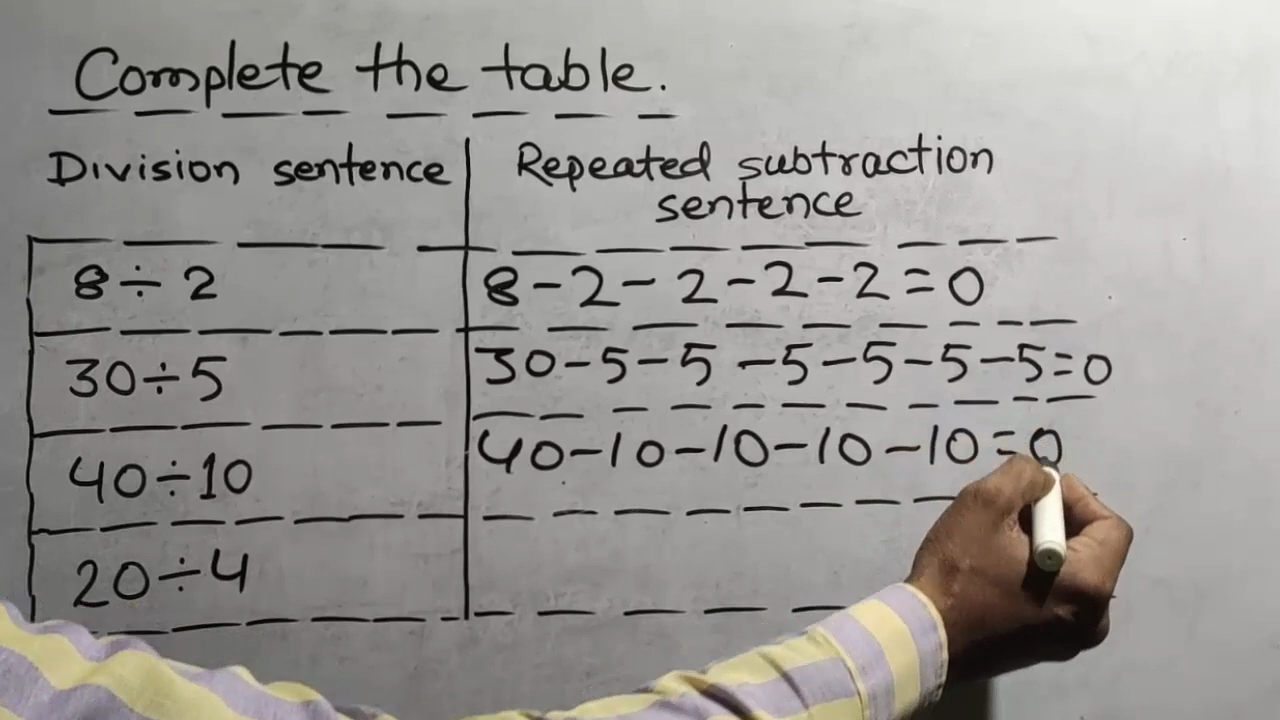 Complete the table.
Division sentence
Repeated subtraction
sentence
8÷2
8-2-2-2-2=0
30÷5
30-5-5-5-5-5-5=0
40÷10
40-10-10-10-10=0
20÷4